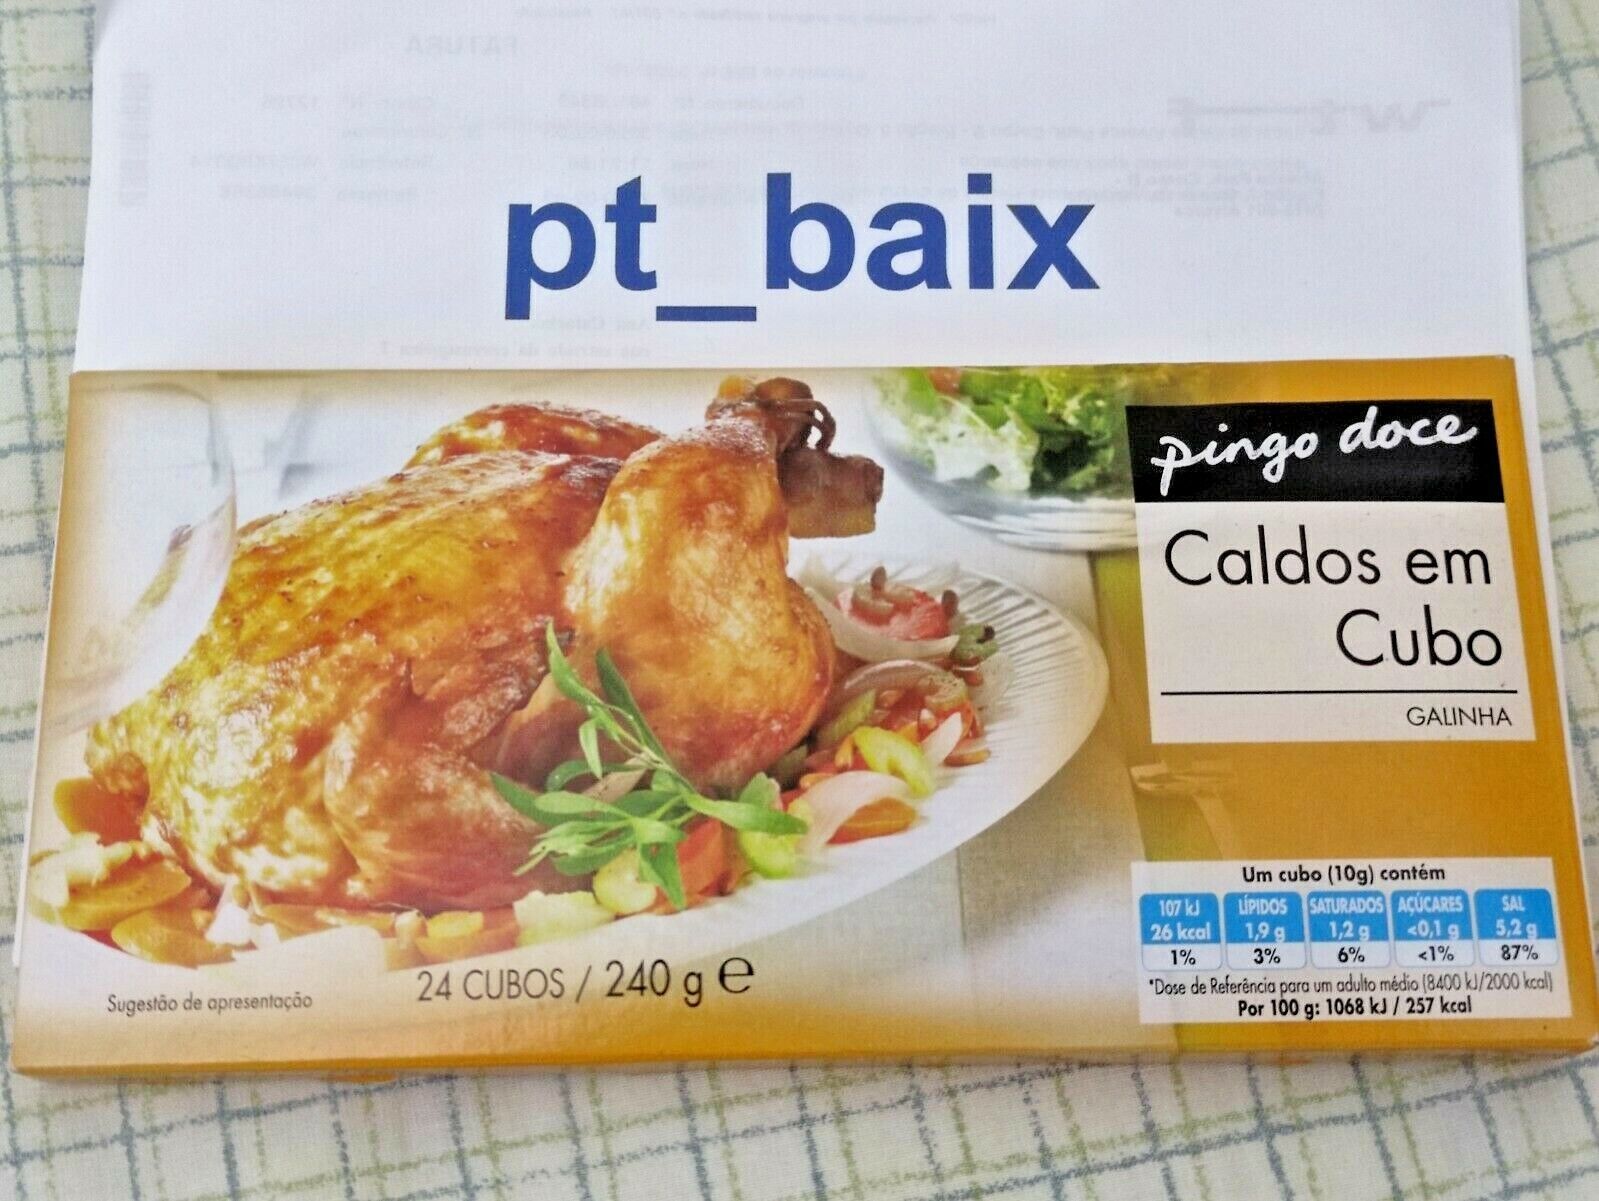 FATURA
pt_baix
pingo doce
Caldos em
Cubo
GALINHA
Um cubo (10g) contém
107 kJ LÍPIDOS SATURADOS AÇÚCARES SAL
26 kcal 1,9 g 1,2 g <0,1 g 5,2 g
1% 3% 6% <1% 87%
*Dose de Referência para um adulto médio (8400 kJ/2000 kcal)
Por 100 g: 1068 kJ / 257 kcal
24 CUBOS / 240 g e
Sugestão de apresentação